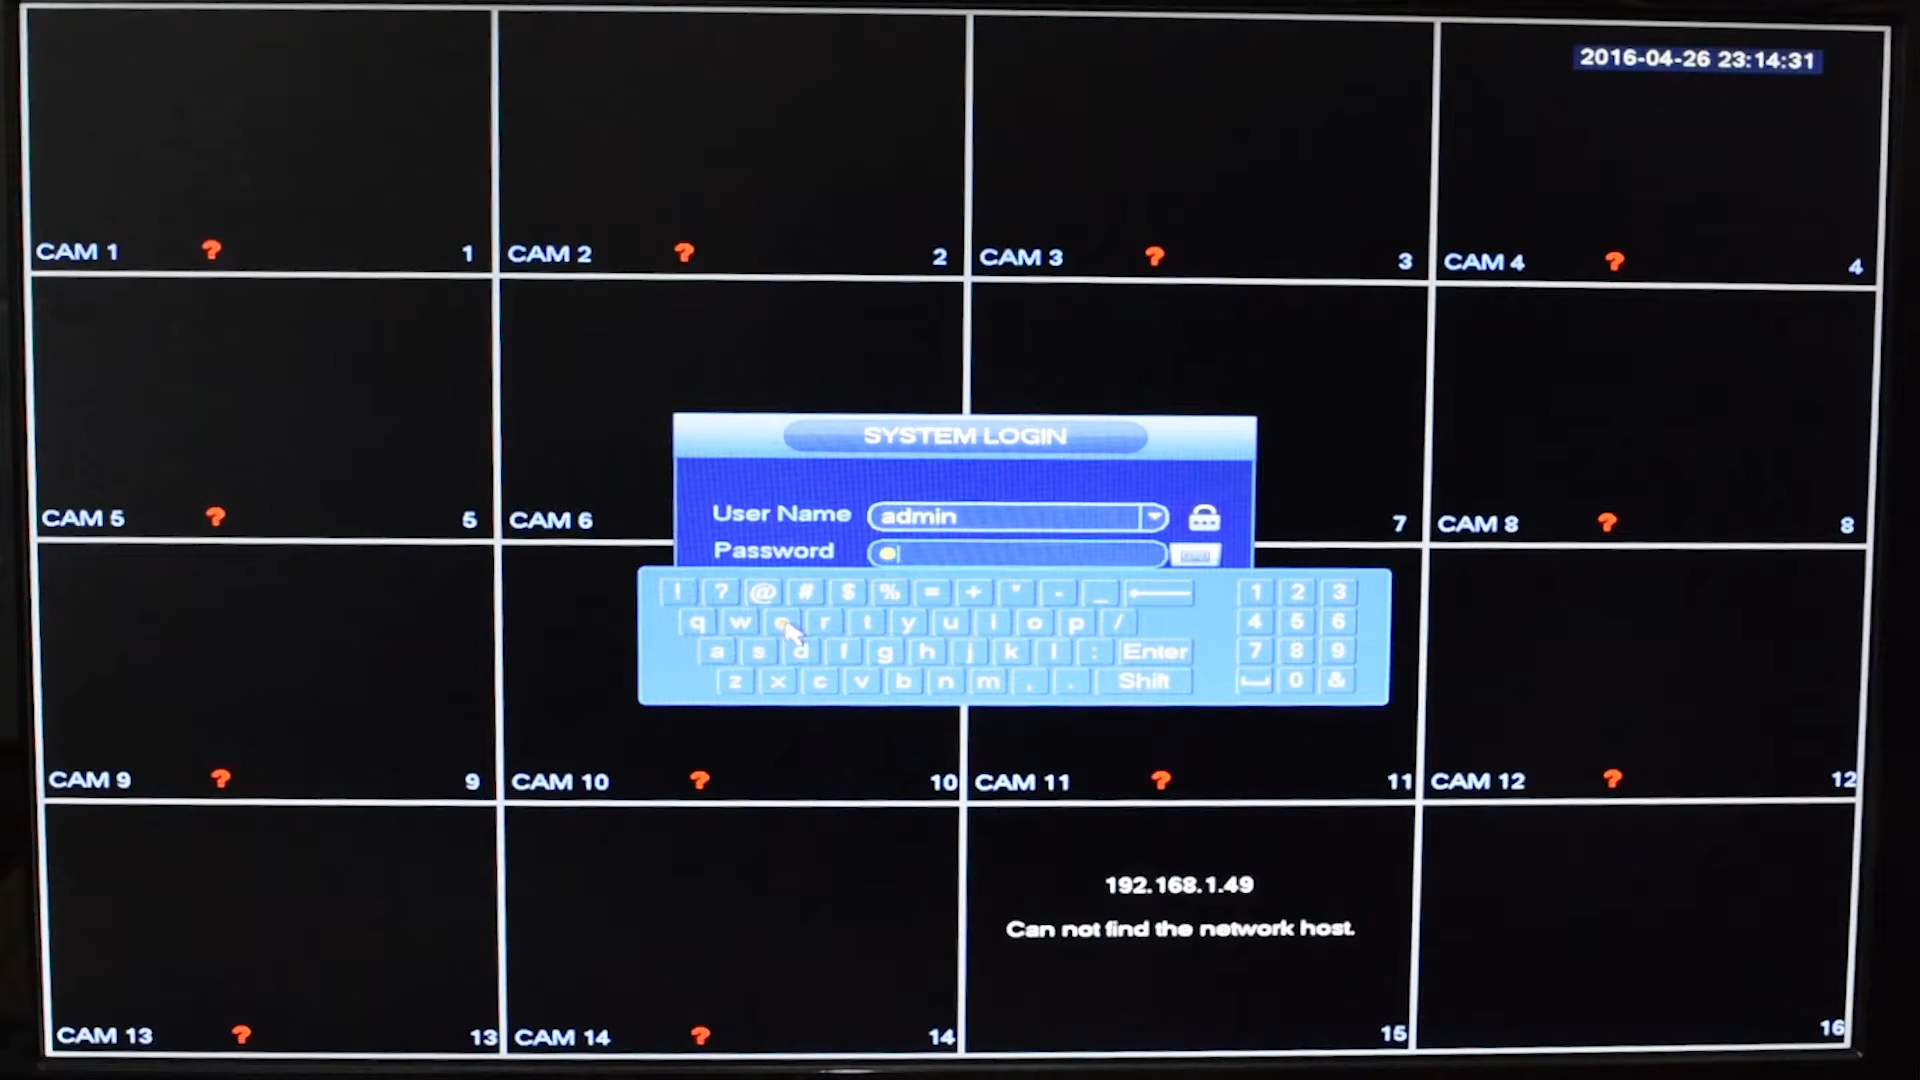 2016-04-26 23:14:31
CAM 1 ? 1
CAM 2 ? 2
CAM 3 ? 3
CAM 4 ? 4
SYSTEM LOGIN
User Name admin
Password
CAM 5 ? 5
CAM 6
7
CAM 8 ? 8
! ? @ # $ % = + * - _
1 2 3
q w e r t y u i o p /
4 5 6
a s d f g h j k l : Enter
7 8 9
z x c v b n m , . Shift
0 &
CAM 9 ? 9
CAM 10 ? 10
CAM 11 ? 11
CAM 12 ? 12
192.168.1.49
Can not find the network host.
CAM 13 ? 13
CAM 14 ? 14
15
16